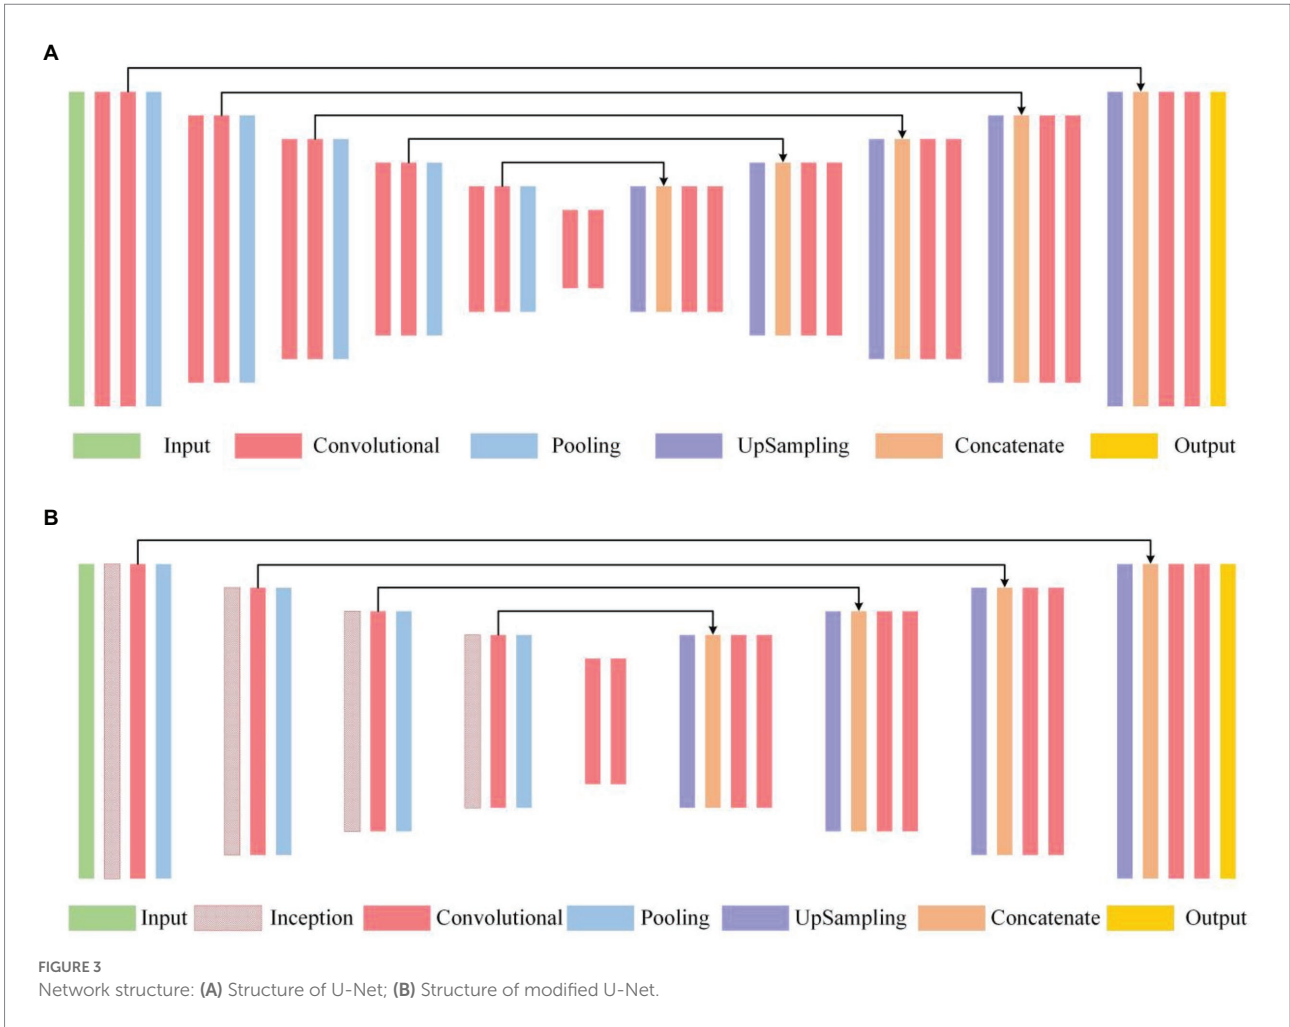 A
Input Convolutional Pooling UpSampling Concatenate Output
B
Input Inception Convolutional Pooling UpSampling Concatenate Output
FIGURE 3
Network structure: (A) Structure of U-Net; (B) Structure of modified U-Net.